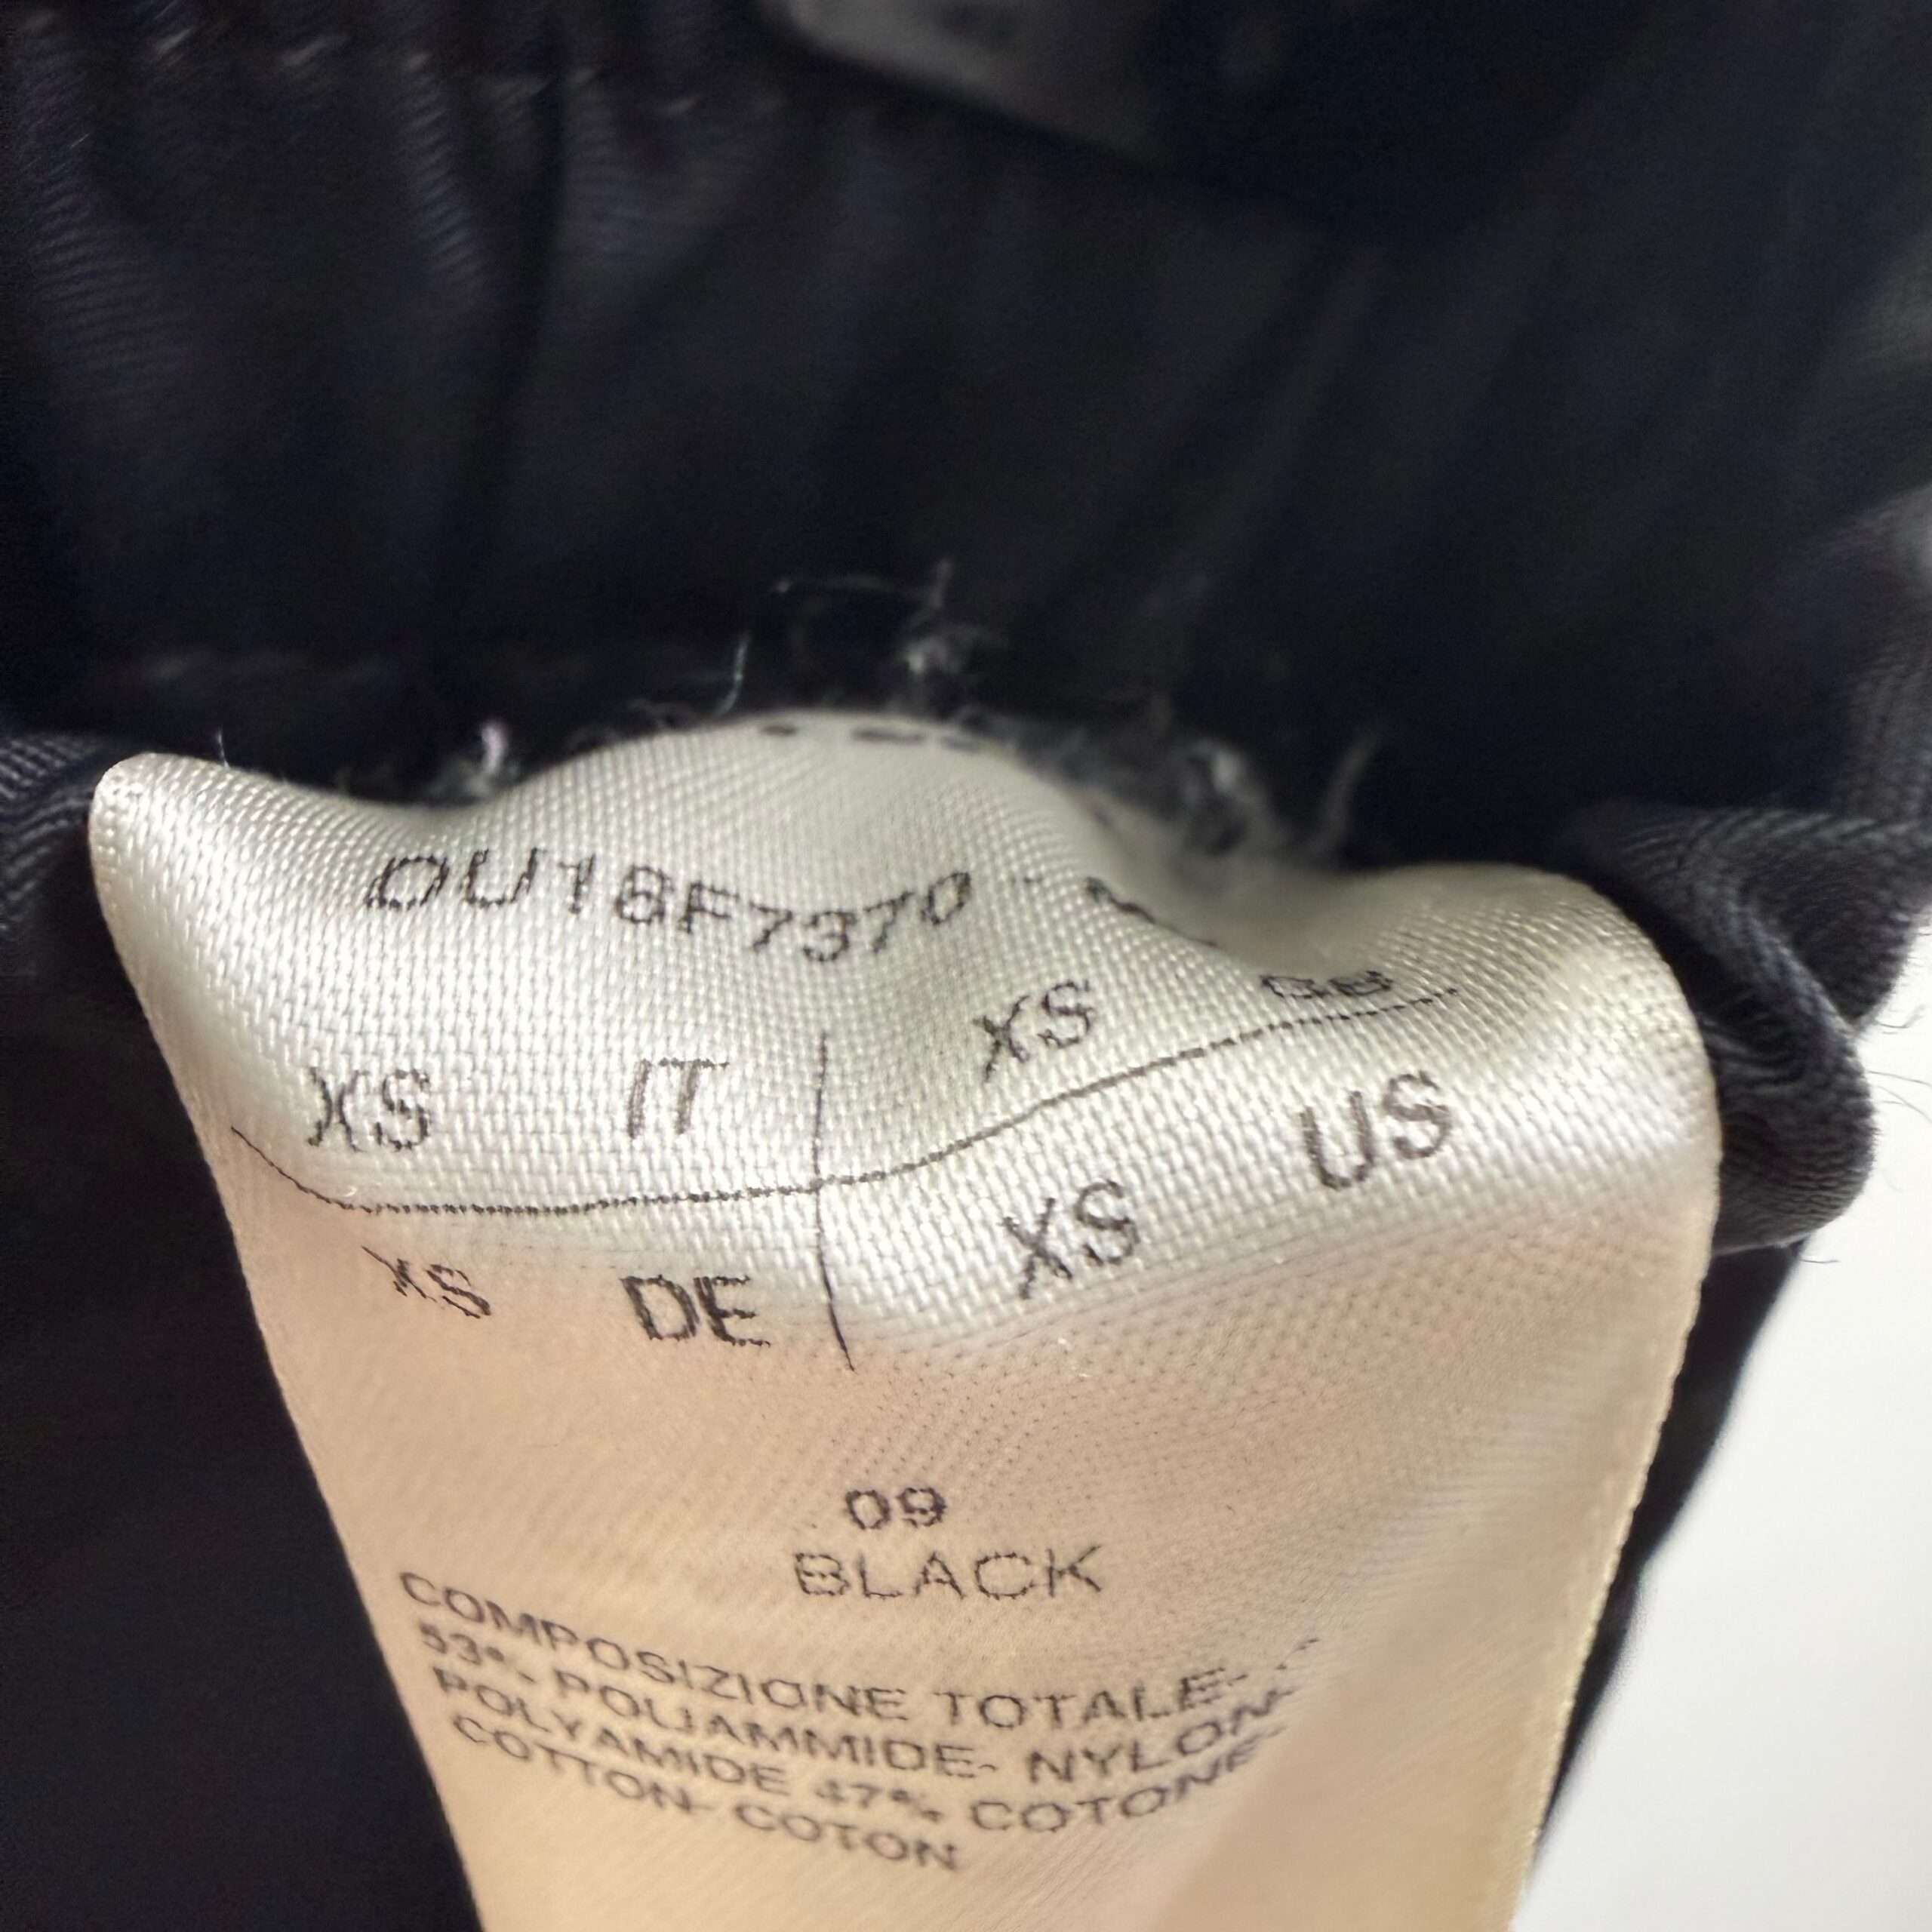 DU18F7370
XS IT XS GB
XS DE XS US
09
BLACK
COMPOSIZIONE TOTALE-
53% POLIAMMIDE- NYLON-
POLYAMIDE 47% COTONE-
COTTON- COTON